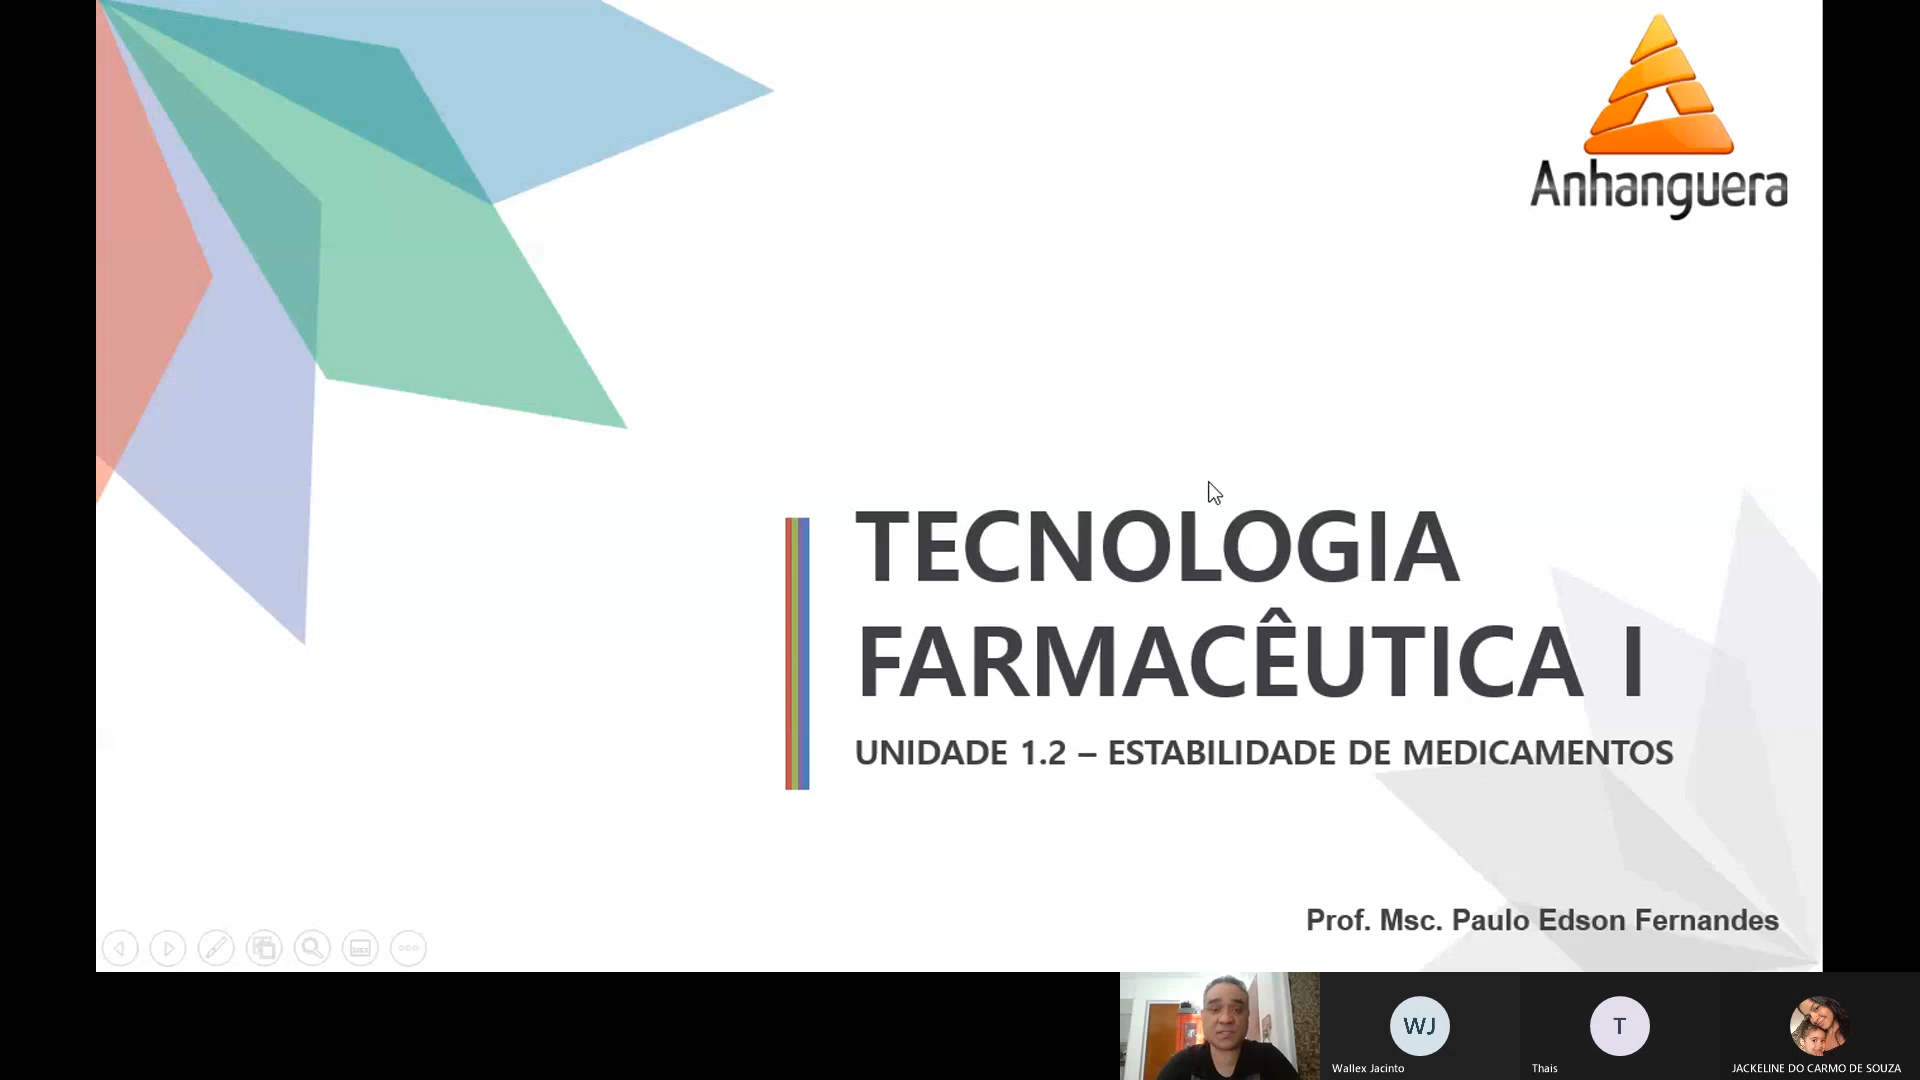 Anhanguera
TECNOLOGIA
FARMACÊUTICA I
UNIDADE 1.2 – ESTABILIDADE DE MEDICAMENTOS
Prof. Msc. Paulo Edson Fernandes
WJ
T
Wallex Jacinto
Thais
JACKELINE DO CARMO DE SOUZA